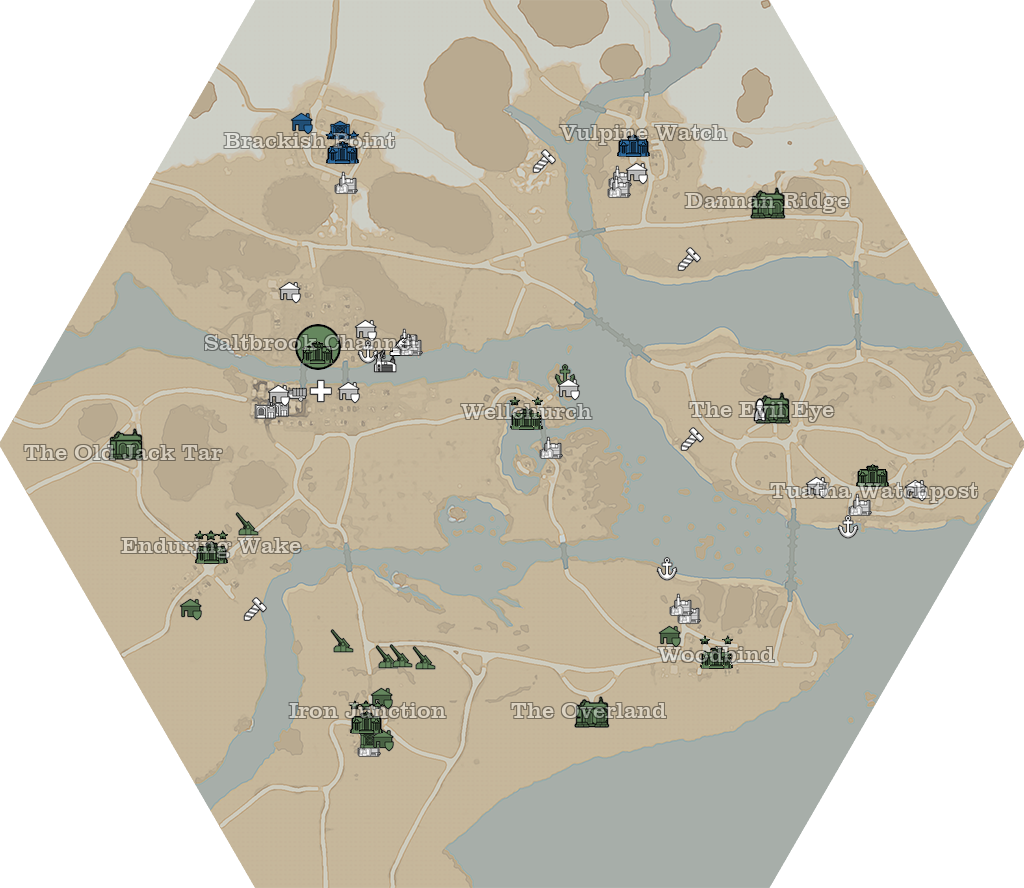 Brackish Point
Vulpine Watch
Dannan Ridge
Saltbrook Channel
Wellchurch
The Evil Eye
The Old Jack Tar
Tuatha Watchpost
Enduring Wake
Woodbind
Iron Junction
The Overland